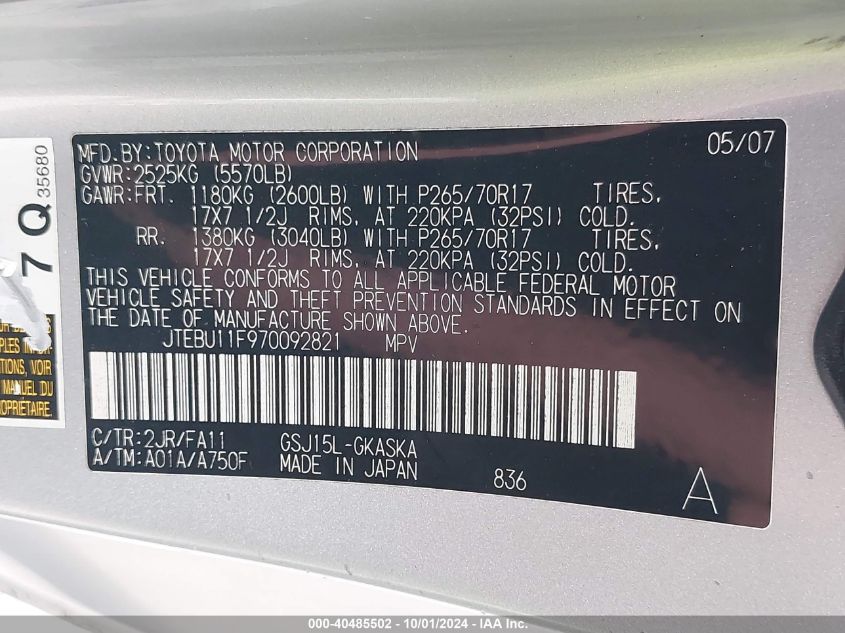 MFD.BY:TOYOTA MOTOR CORPORATION 05/07
GVWR:2525KG (5570LB)
GAWR:FRT. 1180KG (2600LB) WITH P265/70R17 TIRES,
17X7 1/2J RIMS, AT 220KPA (32PSI) COLD.
RR. 1380KG (3040LB) WITH P265/70R17 TIRES,
17X7 1/2J RIMS, AT 220KPA (32PSI) COLD.
THIS VEHICLE CONFORMS TO ALL APPLICABLE FEDERAL MOTOR
VEHICLE SAFETY AND THEFT PREVENTION STANDARDS IN EFFECT ON
THE DATE OF MANUFACTURE SHOWN ABOVE.
JTEBU11F970092821 MPV
C/TR:2JR/FA11 GSJ15L-GKASKA
A/TM:A01A/A750F MADE IN JAPAN 836 A
7 Q 35680
VOIR
MANUEL DU
000-40485502 - 10/01/2024 - IAA Inc.